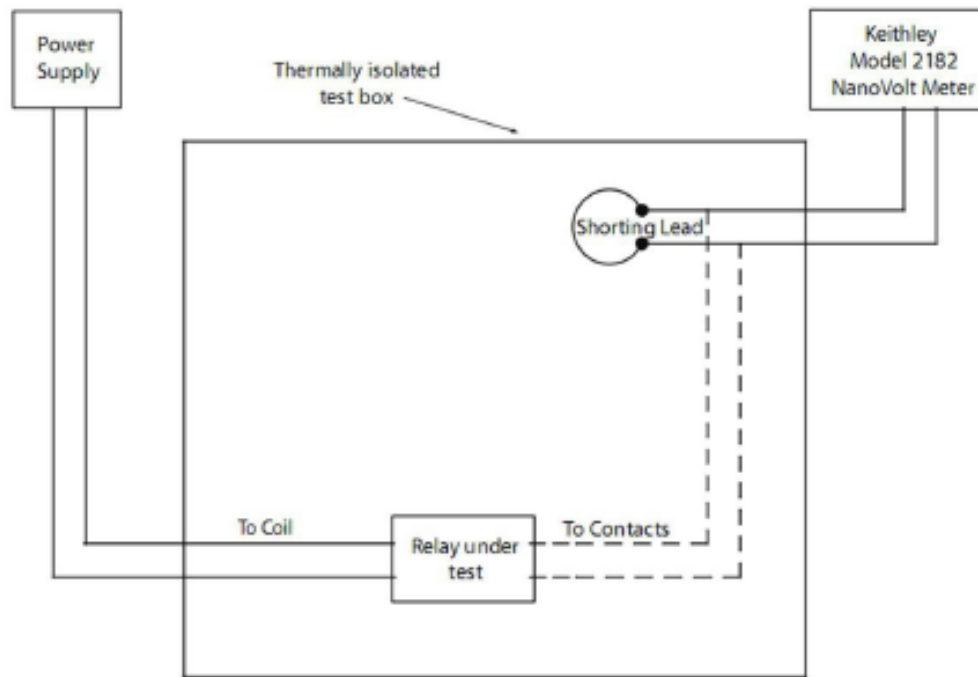 Power
Supply
Keithley
Model 2182
NanoVolt Meter
Thermally isolated
test box
Shorting Lead
To Coil
To Contacts
Relay under
test